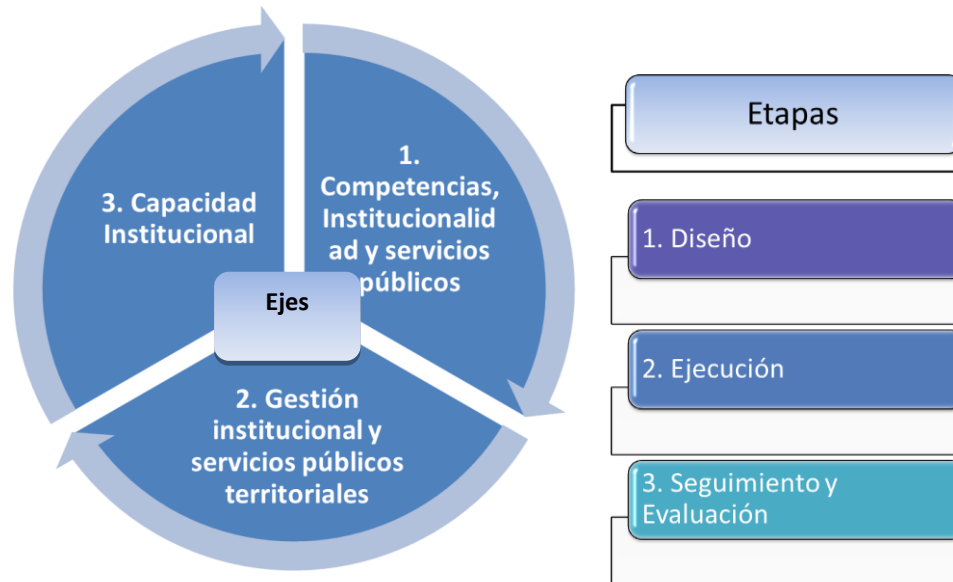 1.
Competencias,
Institucionalid
ad y servicios
públicos
2. Gestión
institucional y
servicios públicos
territoriales
3. Capacidad
Institucional
Ejes
Etapas
1. Diseño
2. Ejecución
3. Seguimiento y
Evaluación